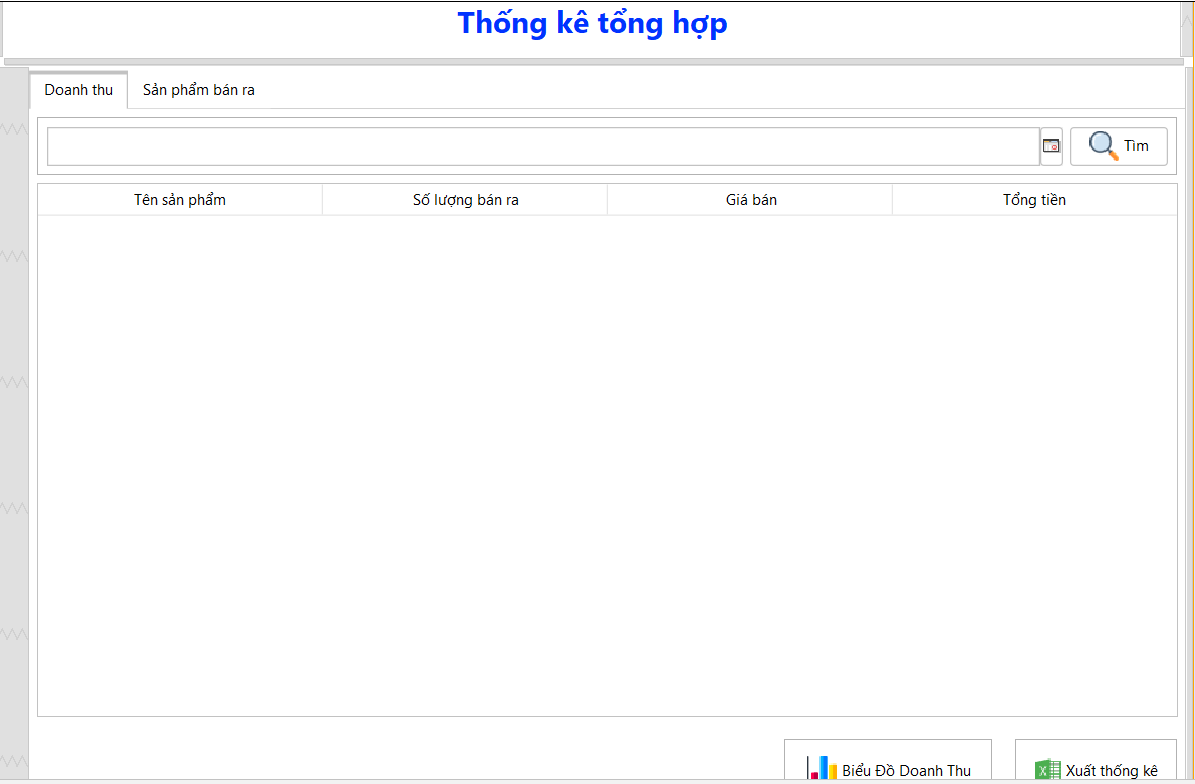 Thống kê tổng hợp
Doanh thu Sản phẩm bán ra
Tìm
Tên sản phẩm Số lượng bán ra Giá bán Tổng tiền
Biểu Đồ Doanh Thu Xuất thống kê